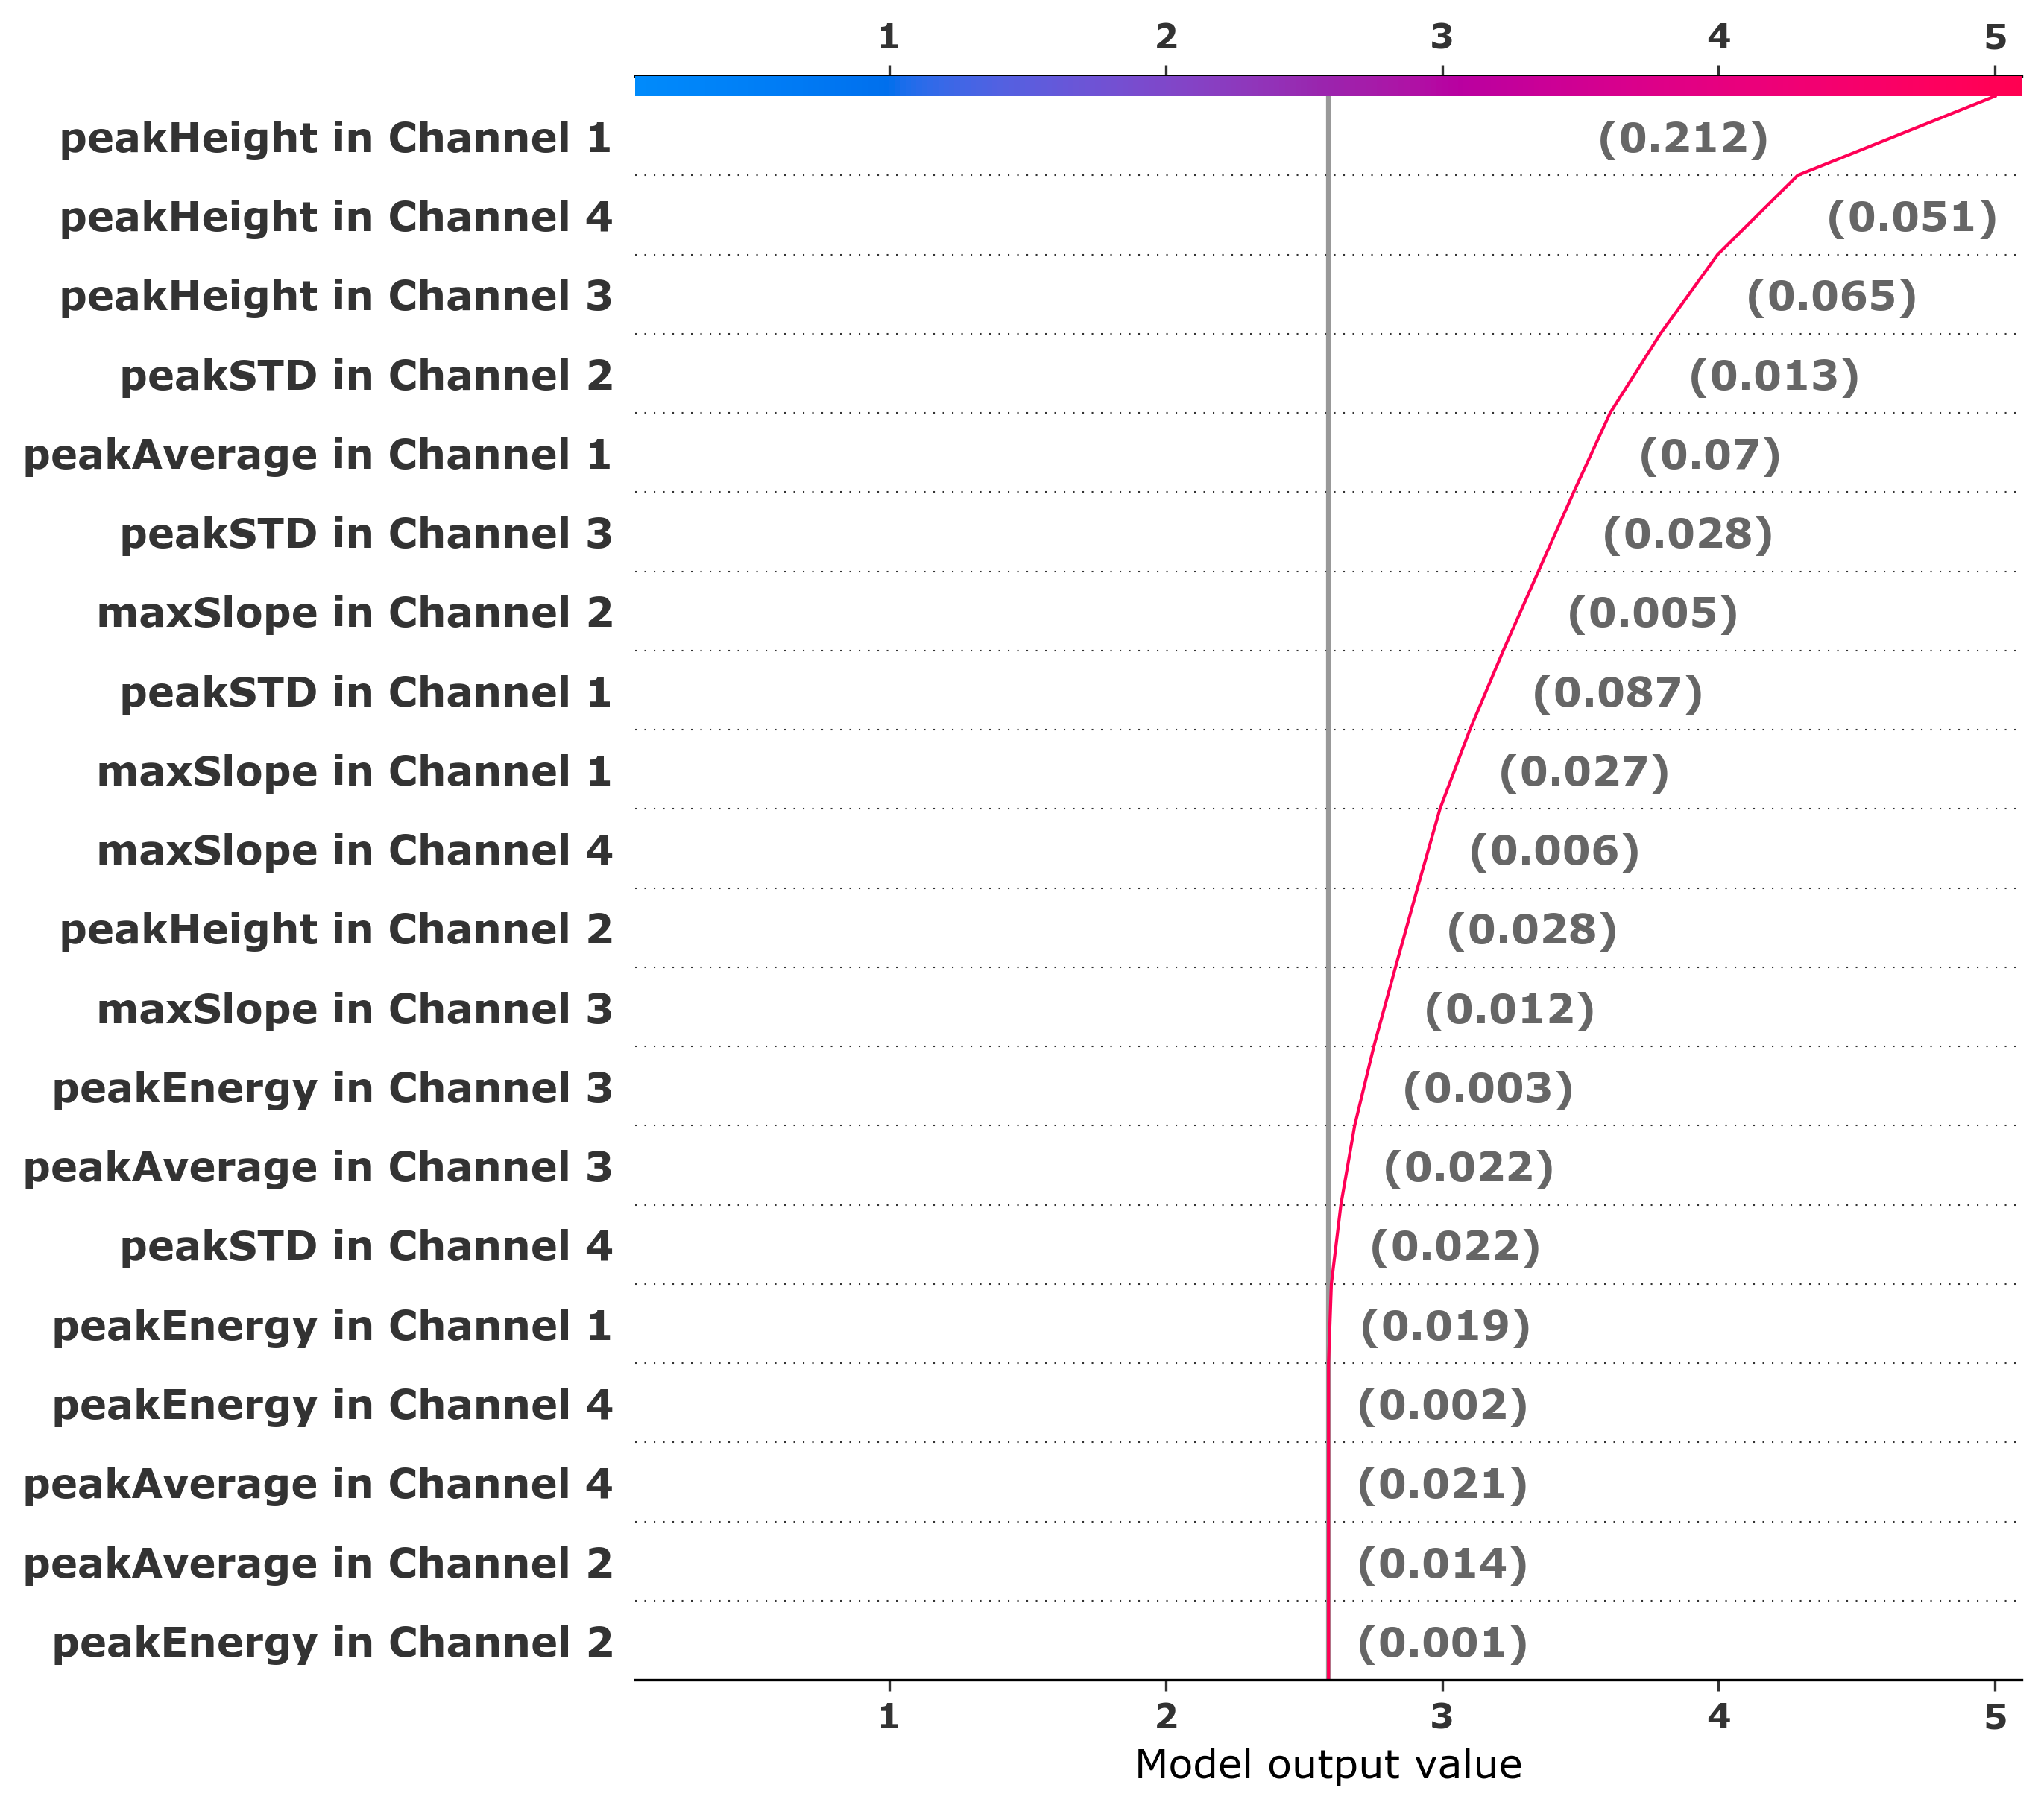 1 2 3 4 5
peakHeight in Channel 1 (0.212)
peakHeight in Channel 4 (0.051)
peakHeight in Channel 3 (0.065)
peakSTD in Channel 2 (0.013)
peakAverage in Channel 1 (0.07)
peakSTD in Channel 3 (0.028)
maxSlope in Channel 2 (0.005)
peakSTD in Channel 1 (0.087)
maxSlope in Channel 1 (0.027)
maxSlope in Channel 4 (0.006)
peakHeight in Channel 2 (0.028)
maxSlope in Channel 3 (0.012)
peakEnergy in Channel 3 (0.003)
peakAverage in Channel 3 (0.022)
peakSTD in Channel 4 (0.022)
peakEnergy in Channel 1 (0.019)
peakEnergy in Channel 4 (0.002)
peakAverage in Channel 4 (0.021)
peakAverage in Channel 2 (0.014)
peakEnergy in Channel 2 (0.001)
1 2 3 4 5
Model output value